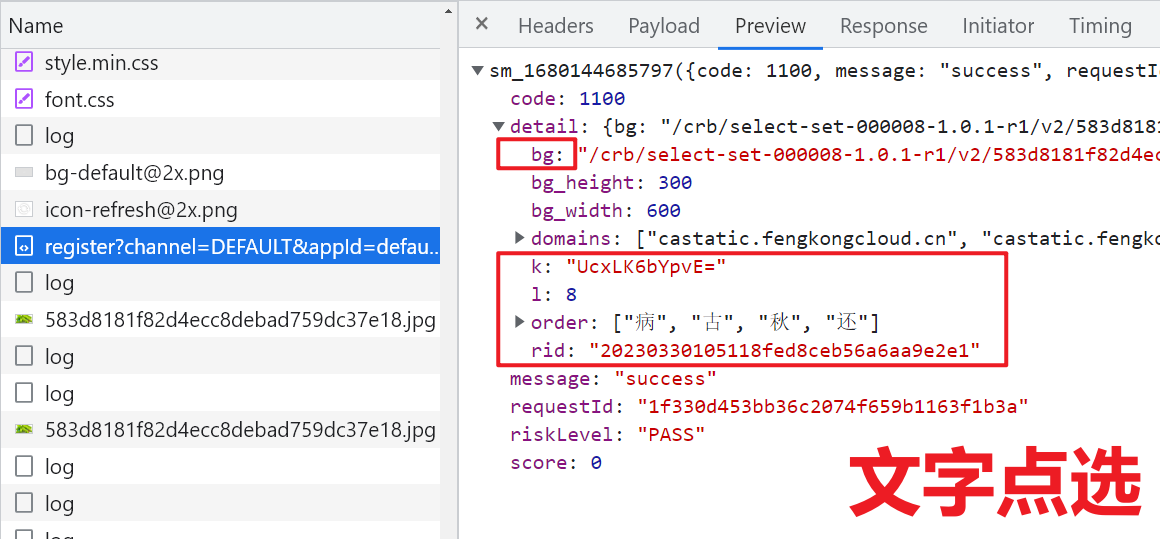 Name
style.min.css
font.css
log
bg-default@2x.png
icon-refresh@2x.png
register?channel=DEFAULT&appId=defau...
log
583d8181f82d4ecc8debad759dc37e18.jpg
log
log
583d8181f82d4ecc8debad759dc37e18.jpg
log
log
log
× Headers Payload Preview Response Initiator Timing
▼ sm_1680144685797({code: 1100, message: "success", requestI
code: 1100
▼ detail: {bg: "/crb/select-set-000008-1.0.1-r1/v2/583d8181
bg: "/crb/select-set-000008-1.0.1-r1/v2/583d8181f82d4ec
bg_height: 300
bg_width: 600
▶ domains: ["castatic.fengkongcloud.cn", "castatic.fengko
k: "UcxLK6bYpvE="
l: 8
▶ order: ["病", "古", "秋", "还"]
rid: "20230330105118fed8ceb56a6aa9e2e1"
message: "success"
requestId: "1f330d453bb36c2074f659b1163f1b3a"
riskLevel: "PASS"
score: 0
文字点选